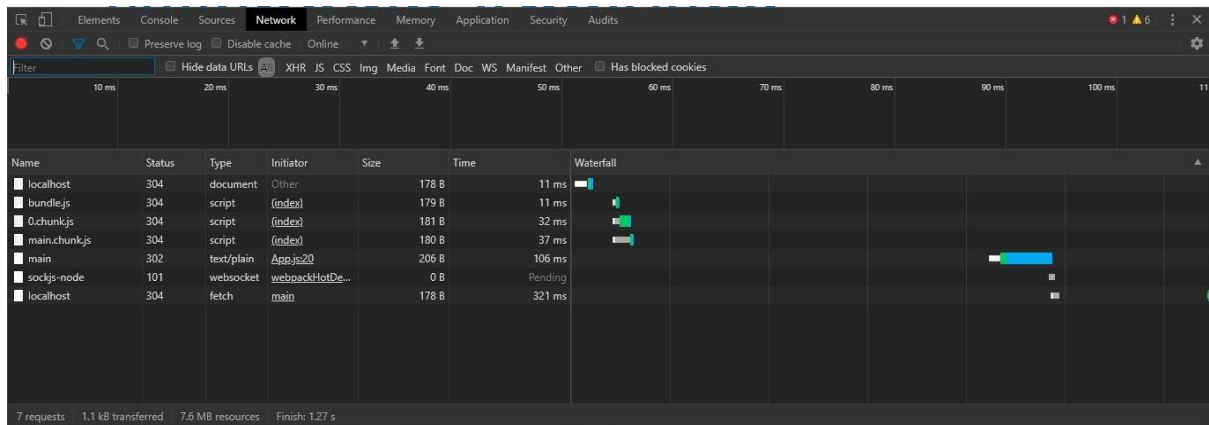 Elements Console Sources Network Performance Memory Application Security Audits 1 6
Preserve log Disable cache Online
Filter Hide data URLs All XHR JS CSS Img Media Font Doc WS Manifest Other Has blocked cookies
10 ms 20 ms 30 ms 40 ms 50 ms 60 ms 70 ms 80 ms 90 ms 100 ms 11
Name Status Type Initiator Size Time Waterfall
localhost 304 document Other 178 B 11 ms
bundle.js 304 script (index) 179 B 11 ms
0.chunk.js 304 script (index) 181 B 32 ms
main.chunk.js 304 script (index) 180 B 37 ms
main 302 text/plain App.js:20 206 B 106 ms
sockjs-node 101 websocket webpackHotDe... 0 B Pending
localhost 304 fetch main 178 B 321 ms
7 requests 1.1 kB transferred 7.6 MB resources Finish: 1.27 s